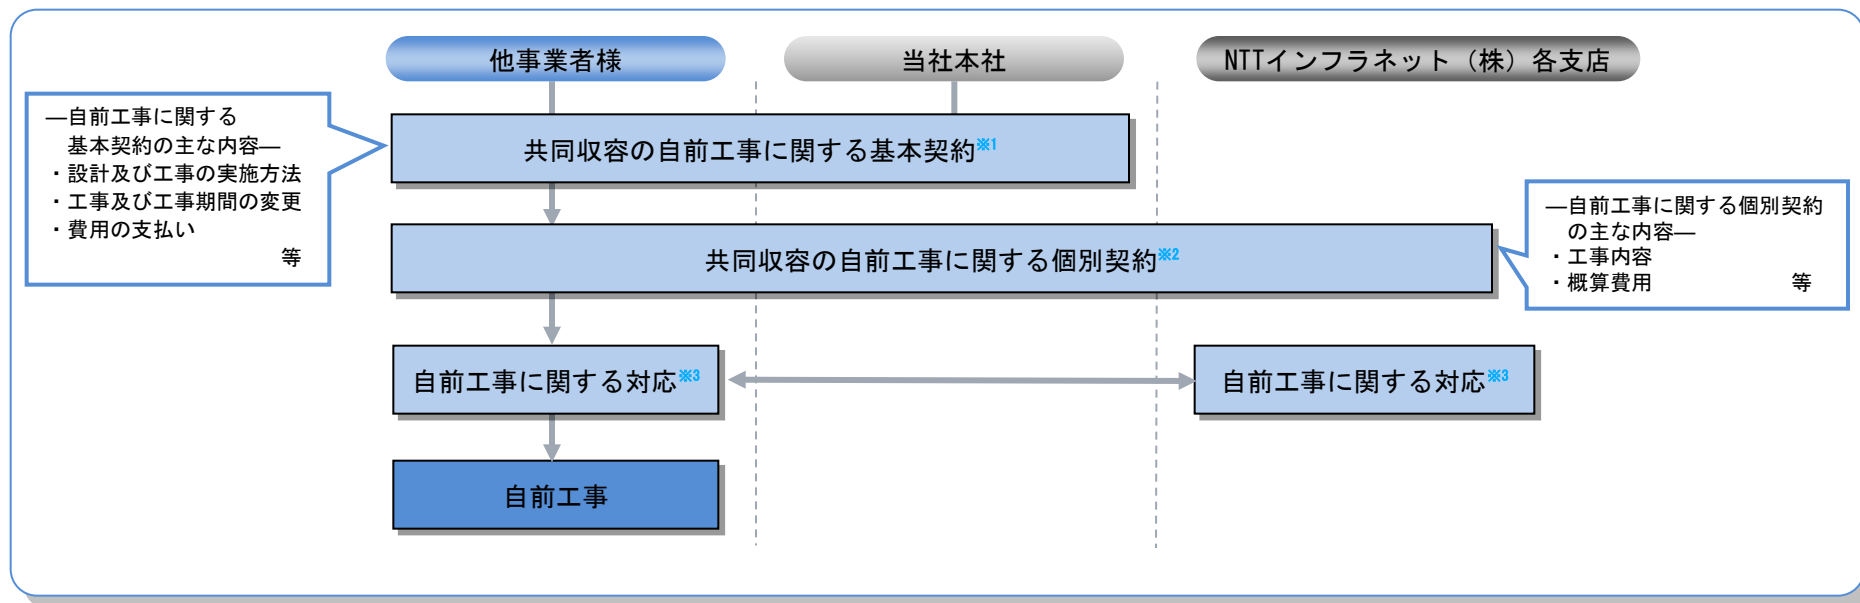 他事業者様
当社本社
NTTインフラネット（株）各支店
―自前工事に関する
基本契約の主な内容―
・設計及び工事の実施方法
・工事及び工事期間の変更
・費用の支払い
等
共同収容の自前工事に関する基本契約※1
共同収容の自前工事に関する個別契約※2
―自前工事に関する個別契約
の主な内容―
・工事内容
・概算費用 等
自前工事に関する対応※3
自前工事に関する対応※3
自前工事